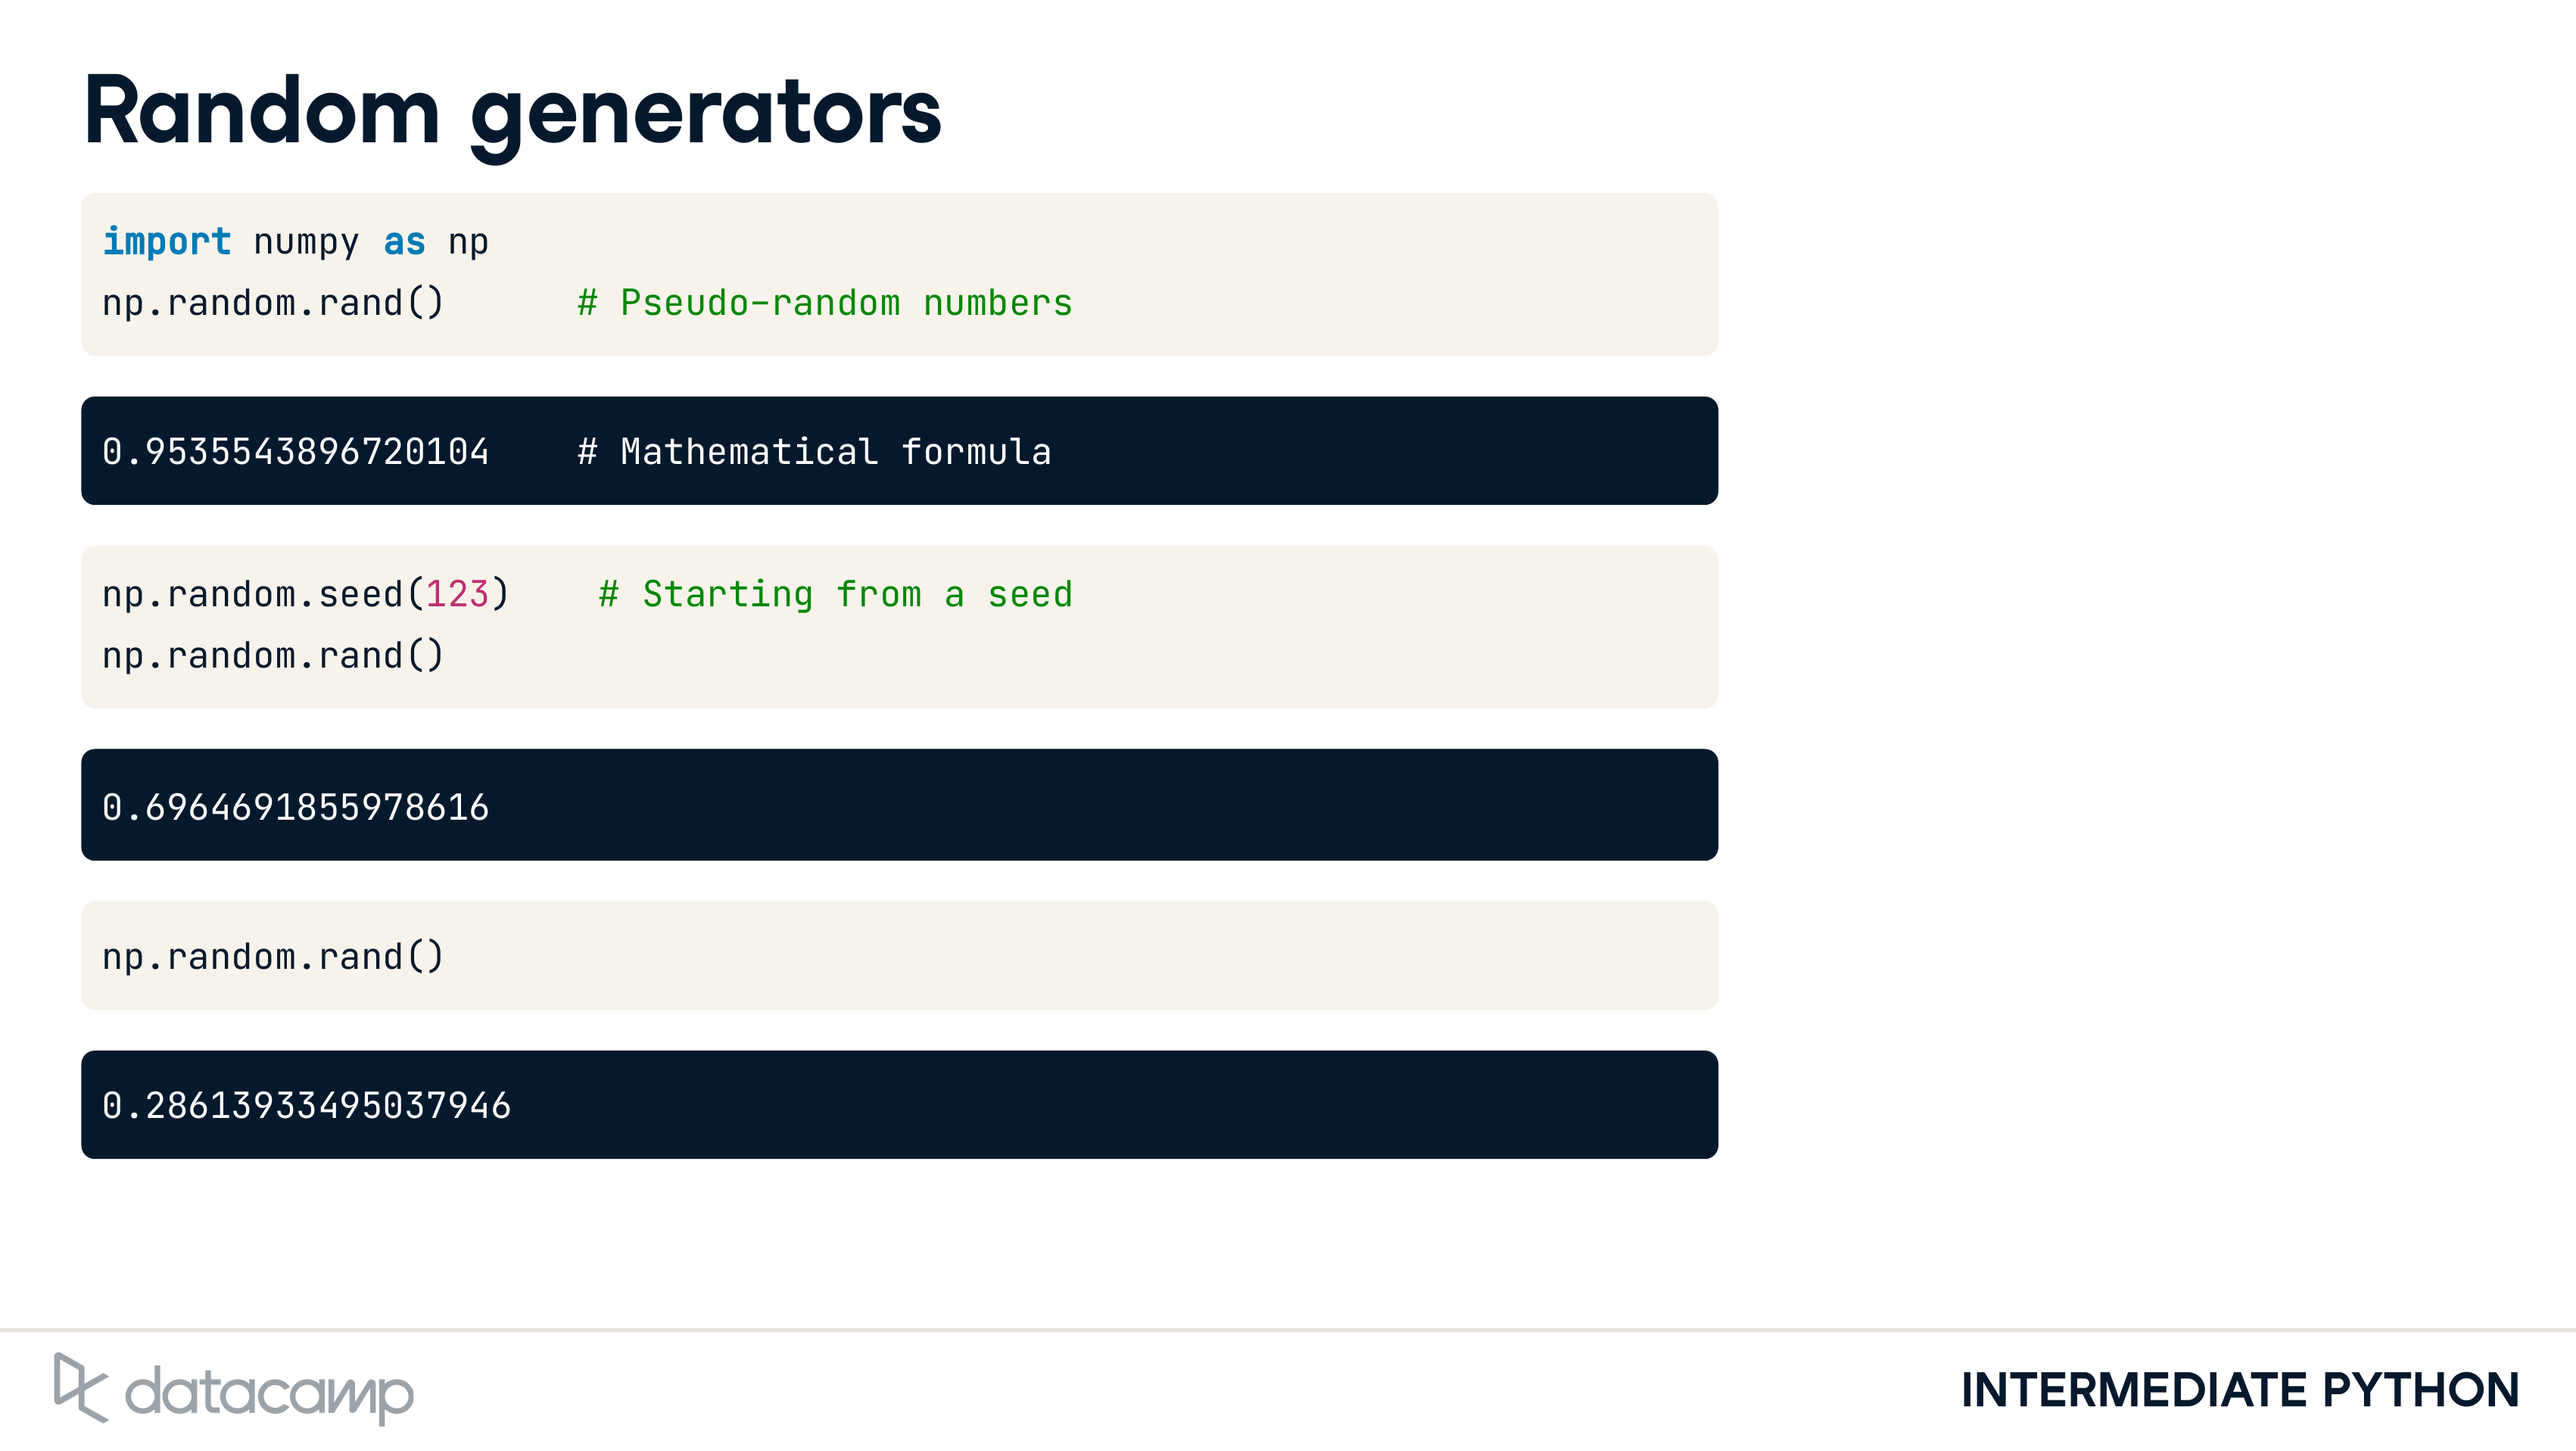 Random generators
import numpy as np
np.random.rand() # Pseudo-random numbers
0.9535543896720104 # Mathematical formula
np.random.seed(123) # Starting from a seed
np.random.rand()
0.6964691855978616
np.random.rand()
0.28613933495037946
datacamp
INTERMEDIATE PYTHON